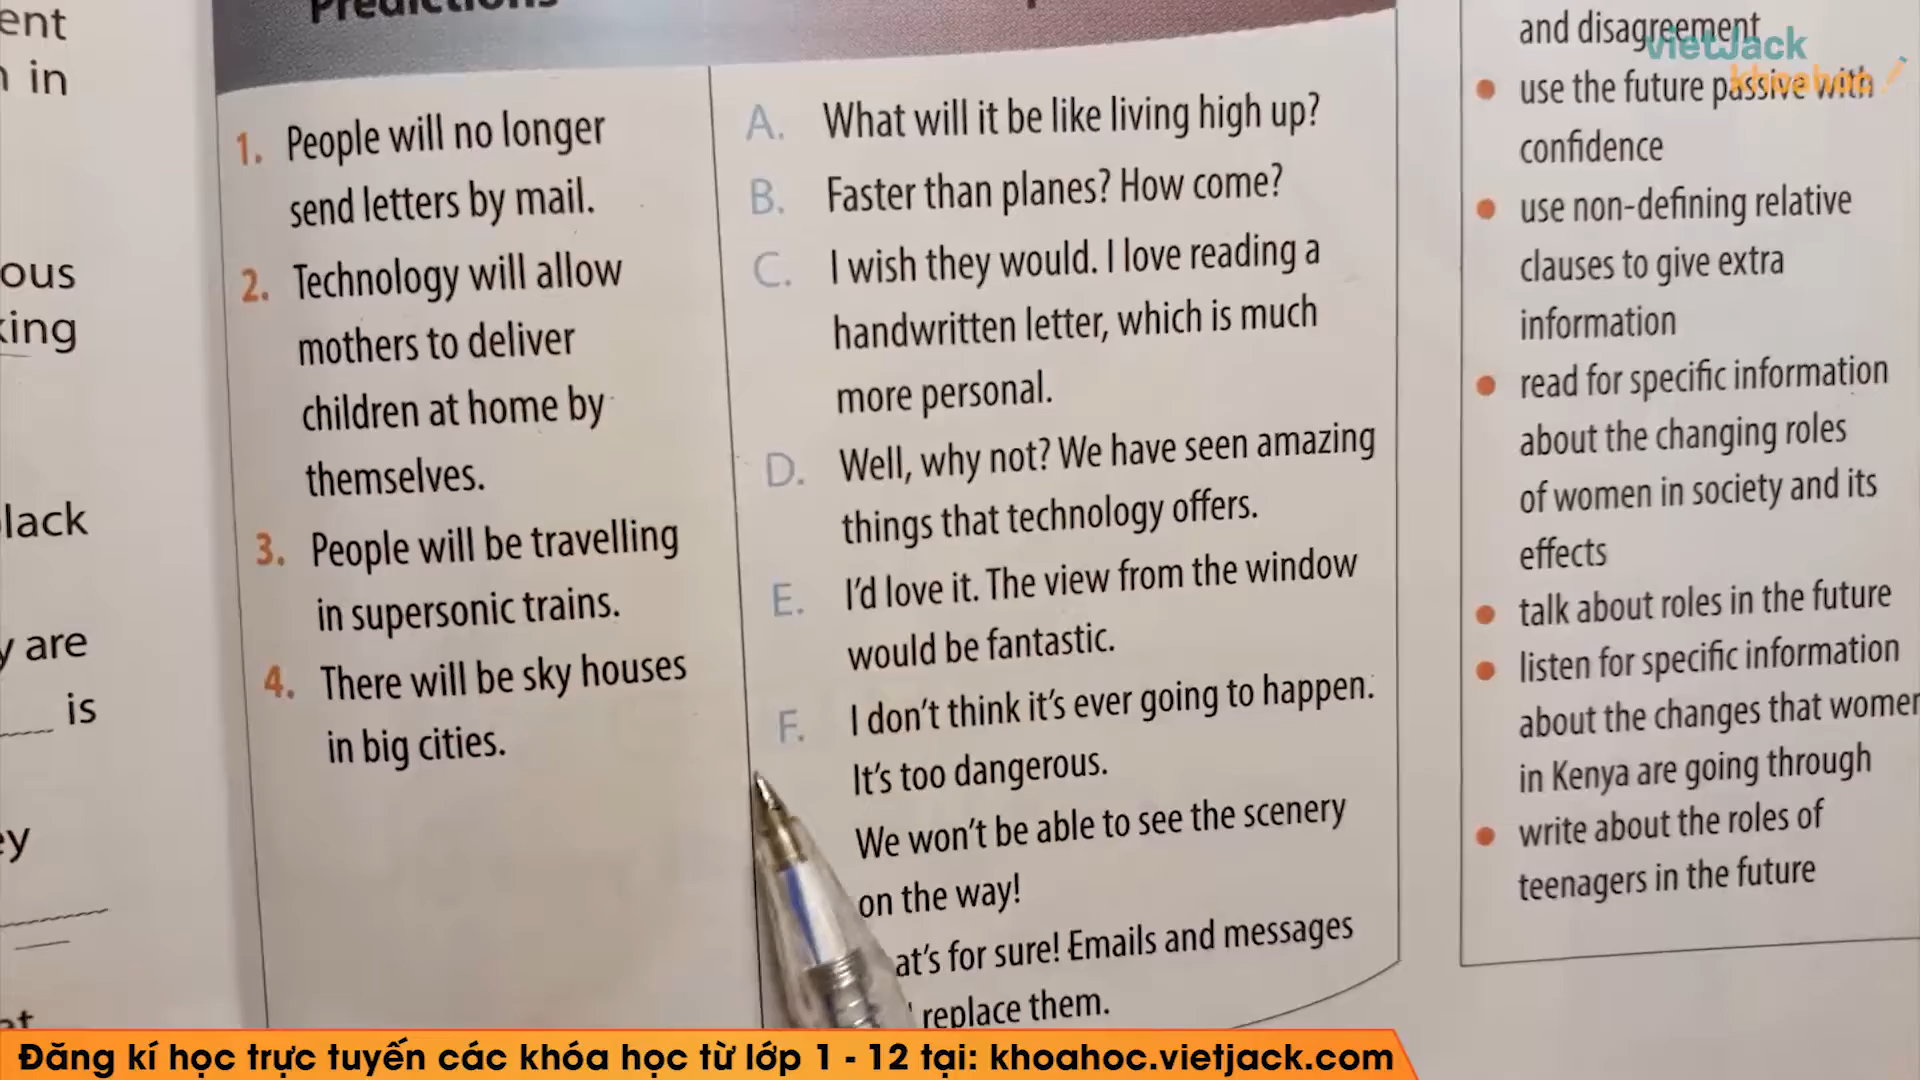 Predictions
ent
in
ous
king
lack
y are
is
ey
1. People will no longer
send letters by mail.
2. Technology will allow
mothers to deliver
children at home by
themselves.
3. People will be travelling
in supersonic trains.
4. There will be sky houses
in big cities.
A. What will it be like living high up?
B. Faster than planes? How come?
C. I wish they would. I love reading a
handwritten letter, which is much
more personal.
D. Well, why not? We have seen amazing
things that technology offers.
E. I'd love it. The view from the window
would be fantastic.
F. I don't think it's ever going to happen.
It's too dangerous.
We won't be able to see the scenery
on the way!
at's for sure! Emails and messages
replace them.
and disagreement
• use the future passive with
confidence
• use non-defining relative
clauses to give extra
information
• read for specific information
about the changing roles
of women in society and its
effects
• talk about roles in the future
• listen for specific information
about the changes that women
in Kenya are going through
• write about the roles of
teenagers in the future
vietJack
khoahoc
Đăng kí học trực tuyến các khóa học từ lớp 1 - 12 tại: khoahoc.vietjack.com